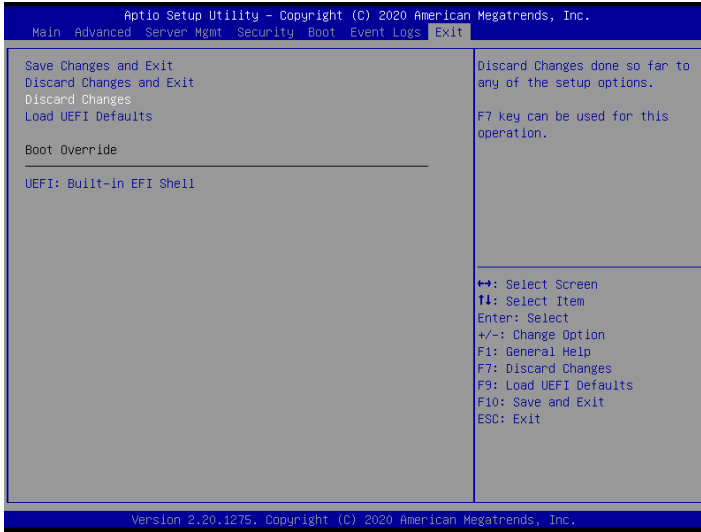 Aptio Setup Utility – Copyright (C) 2020 American Megatrends, Inc.
Main Advanced Server Mgmt Security Boot Event Logs Exit
Save Changes and Exit
Discard Changes and Exit
Discard Changes
Load UEFI Defaults
Boot Override
UEFI: Built-in EFI Shell
Discard Changes done so far to
any of the setup options.
F7 key can be used for this
operation.
↔: Select Screen
↑↓: Select Item
Enter: Select
+/-: Change Option
F1: General Help
F7: Discard Changes
F9: Load UEFI Defaults
F10: Save and Exit
ESC: Exit
Version 2.20.1275. Copyright (C) 2020 American Megatrends, Inc.